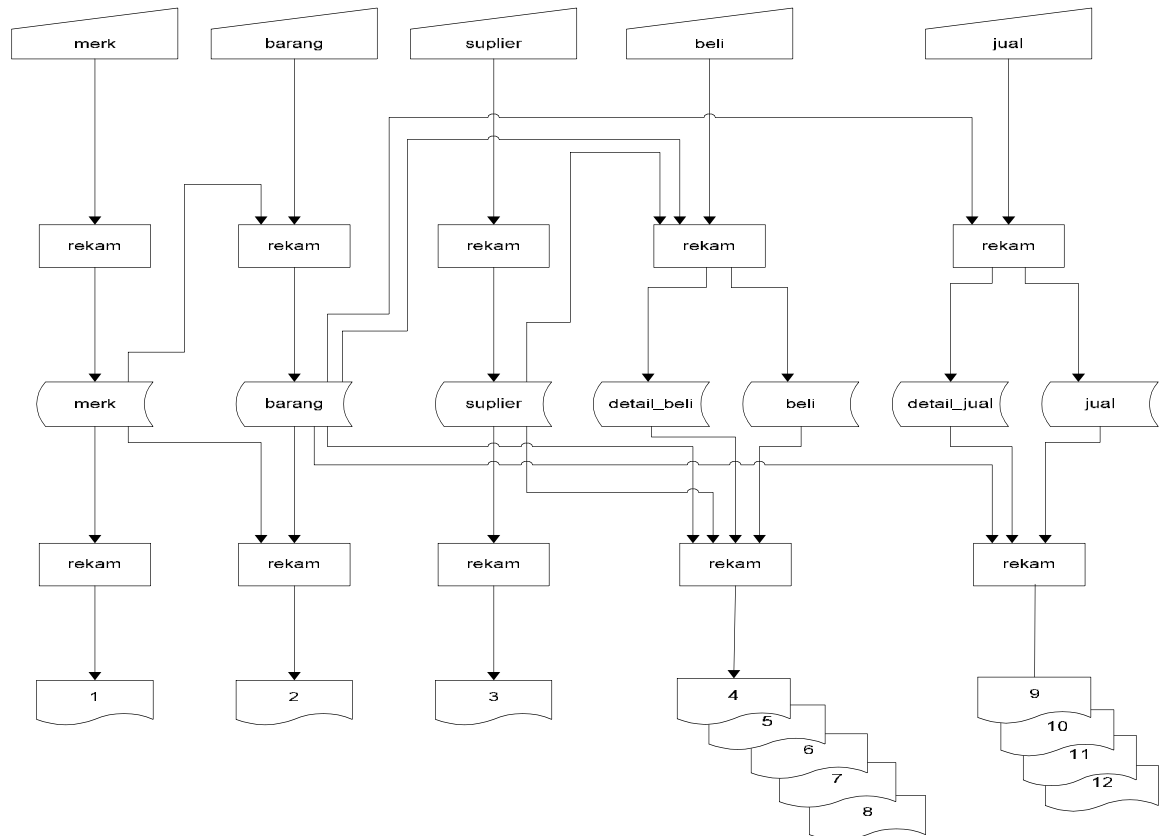 merk
barang
suplier
beli
jual
rekam
rekam
rekam
rekam
rekam
merk
barang
suplier
detail_beli
beli
detail_jual
jual
rekam
rekam
rekam
rekam
rekam
1
2
3
4
5
6
7
8
9
10
11
12